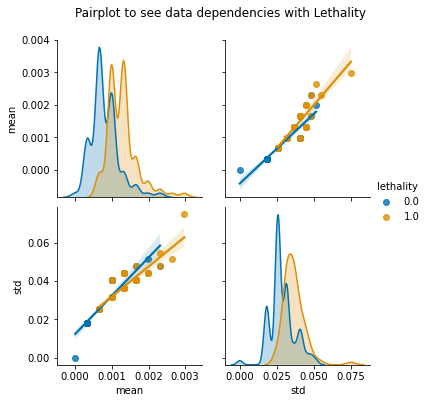 Pairplot to see data dependencies with Lethality
0.004
0.003
0.002
0.001
0.000
mean
lethality
0.0
1.0
0.06
0.04
0.02
0.00
std
0.000 0.001 0.002 0.003
mean
0.000 0.025 0.050 0.075
std